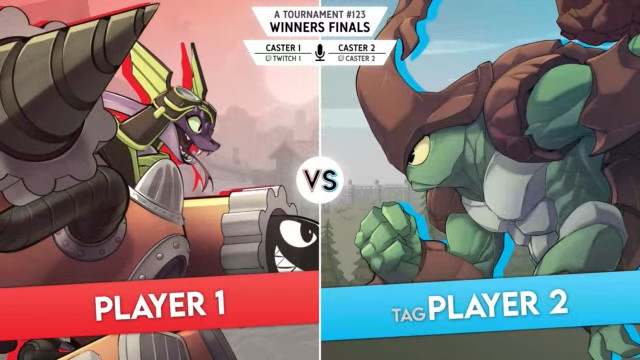 A TOURNAMENT #123
WINNERS FINALS
CASTER 1
TWITCH 1
CASTER 2
CASTER 2
VS
PLAYER 1
TAG PLAYER 2